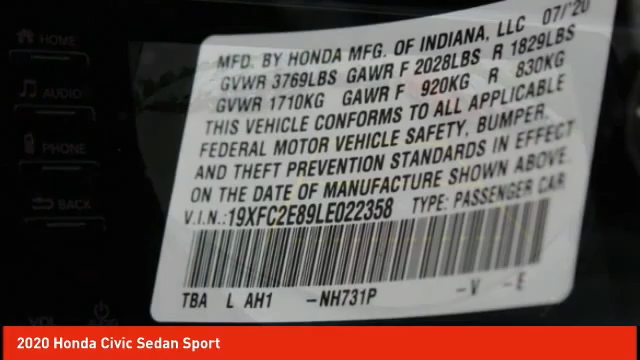 HOME
AUDIO
PHONE
BACK
MFD. BY HONDA MFG. OF INDIANA, LLC 07/'20
GVWR 3769LBS GAWR F 2028LBS R 1829LBS
GVWR 1710KG GAWR F 920KG R 830KG
THIS VEHICLE CONFORMS TO ALL APPLICABLE
FEDERAL MOTOR VEHICLE SAFETY, BUMPER,
AND THEFT PREVENTION STANDARDS IN EFFECT
ON THE DATE OF MANUFACTURE SHOWN ABOVE.
V.I.N.:19XFC2E89LE022358 TYPE: PASSENGER CAR
TBA L AH1 -NH731P -V -E
VOL
2020 Honda Civic Sedan Sport